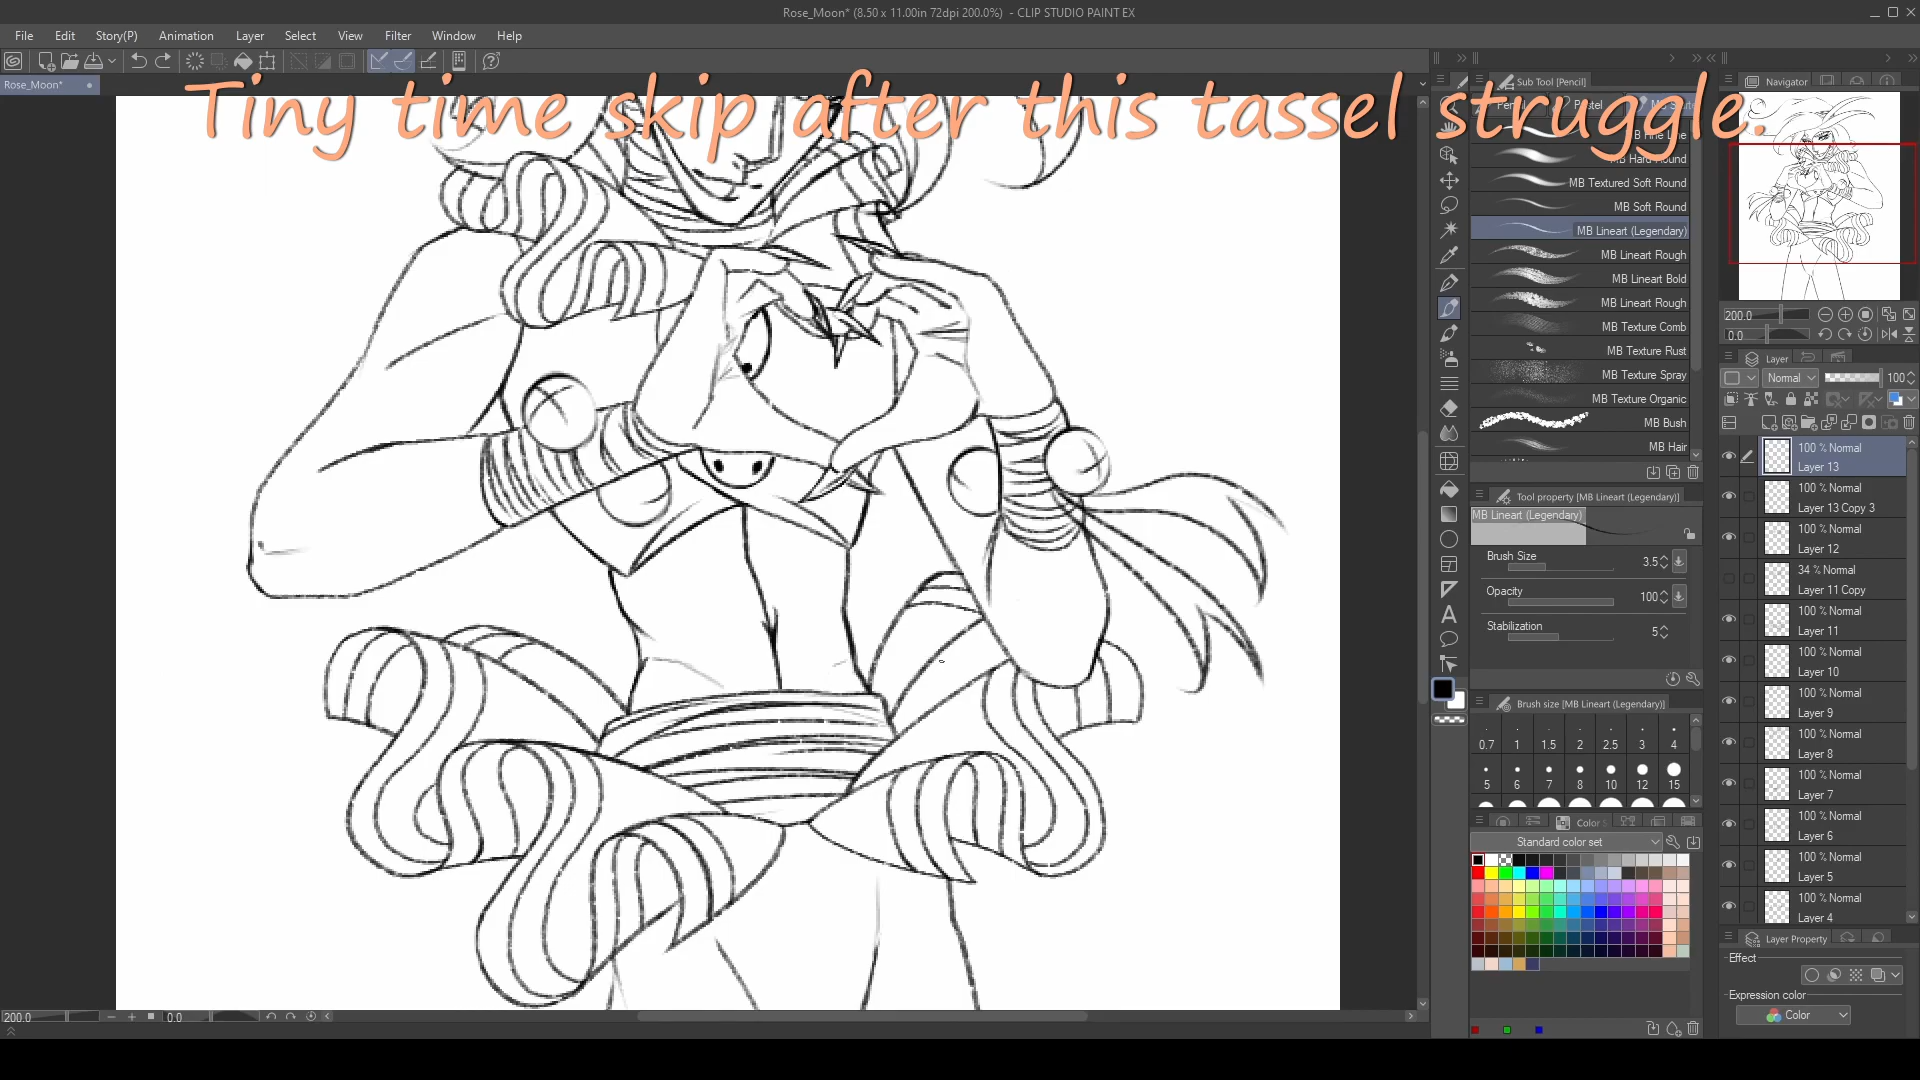 Rose_Moon* (8.50 x 11.00in 72dpi 200.0%) - CLIP STUDIO PAINT EX
File Edit Story(P) Animation Layer Select View Filter Window Help
Rose_Moon*
Tiny time skip after this tassel struggle.
Sub Tool [Pencil]
Navigator
MB Hard Round
MB Textured Soft Round
MB Soft Round
MB Lineart (Legendary)
MB Lineart Rough
MB Lineart Bold
MB Lineart Rough
MB Texture Comb
MB Texture Rust
MB Texture Spray
MB Texture Organic
MB Bush
MB Hair
Tool property [MB Lineart (Legendary)]
MB Lineart (Legendary)
Brush Size 3.5
Opacity 100
Stabilization 5
Brush size [MB Lineart (Legendary)]
0.7 1 1.5 2 2.5 3 4
5 6 7 8 10 12 15
Color
Standard color set
200.0
0.0
Layer
Normal 100
100 % Normal
Layer 13
100 % Normal
Layer 13 Copy 3
100 % Normal
Layer 12
34 % Normal
Layer 11 Copy
100 % Normal
Layer 11
100 % Normal
Layer 10
100 % Normal
Layer 9
100 % Normal
Layer 8
100 % Normal
Layer 7
100 % Normal
Layer 6
100 % Normal
Layer 5
100 % Normal
Layer 4
Layer Property
Effect
Expression color
Color
200.0 0.0